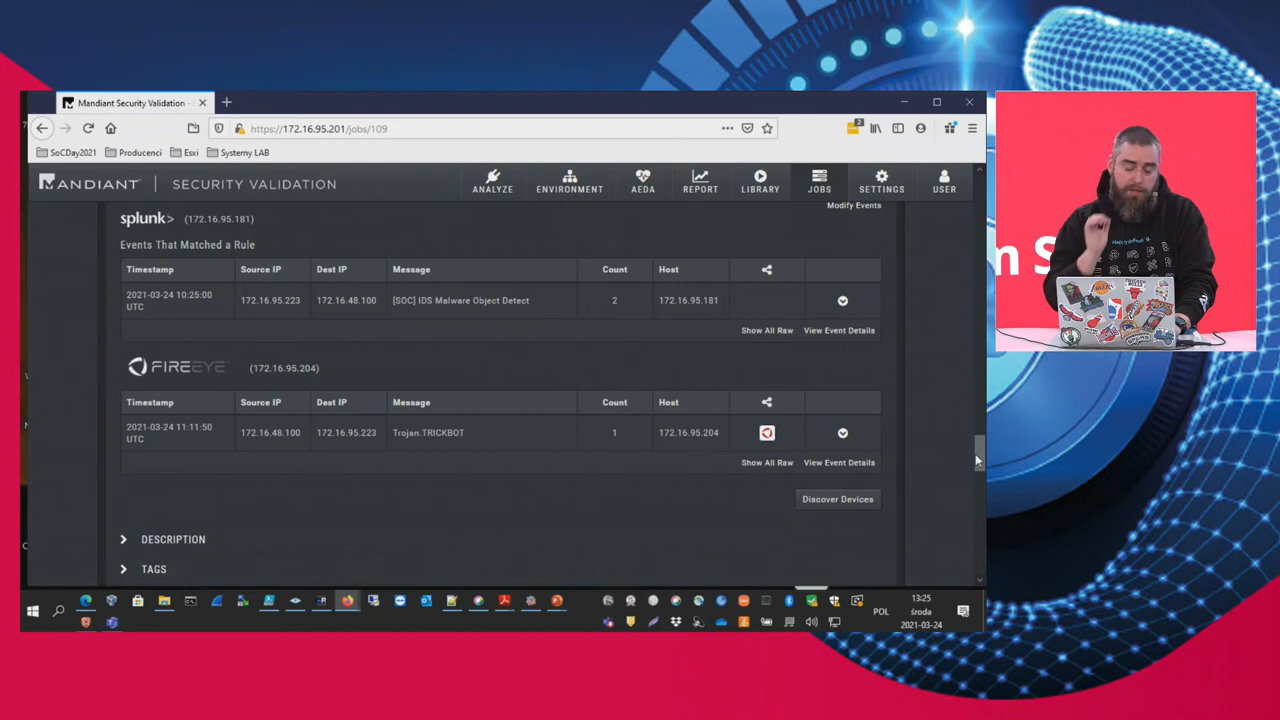 Mandiant Security Validation -
https://172.16.95.201/jobs/109
2
SoCDay2021 Producenci Esxi Systemy LAB
MANDIANT | SECURITY VALIDATION
ANALYZE ENVIRONMENT AEDA REPORT LIBRARY JOBS SETTINGS USER
Modify Events
splunk> (172.16.95.181)
Events That Matched a Rule
Timestamp Source IP Dest IP Message Count Host
2021-03-24 10:25:00 UTC 172.16.95.223 172.16.48.100 [SOC] IDS Malware Object Detect 2 172.16.95.181
Show All Raw View Event Details
FIREEYE (172.16.95.204)
Timestamp Source IP Dest IP Message Count Host
2021-03-24 11:11:50 UTC 172.16.48.100 172.16.95.223 Trojan.TRICKBOT 1 172.16.95.204
Show All Raw View Event Details
Discover Devices
DESCRIPTION
TAGS
POL
13:25
środa
2021-03-24
m S
CHICAGO BULLS